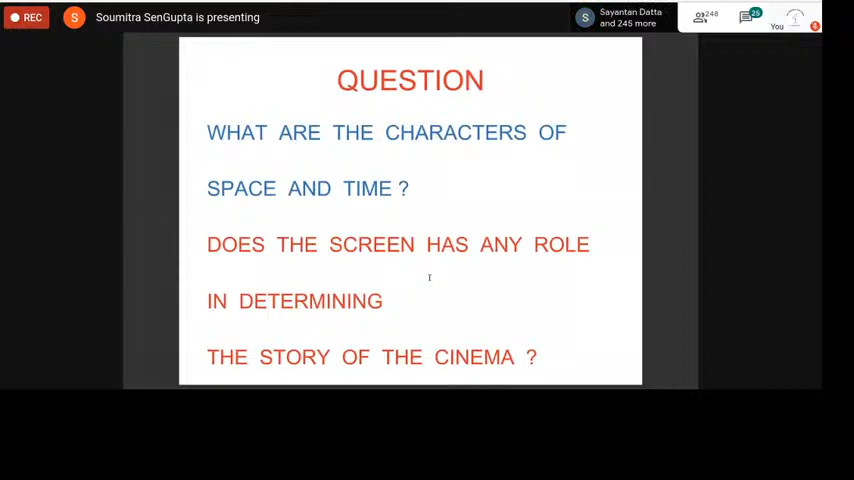 REC
S
Soumitra SenGupta is presenting
S
Sayantan Datta
and 245 more
248
25
You
QUESTION
WHAT ARE THE CHARACTERS OF
SPACE AND TIME ?
DOES THE SCREEN HAS ANY ROLE
IN DETERMINING
THE STORY OF THE CINEMA ?